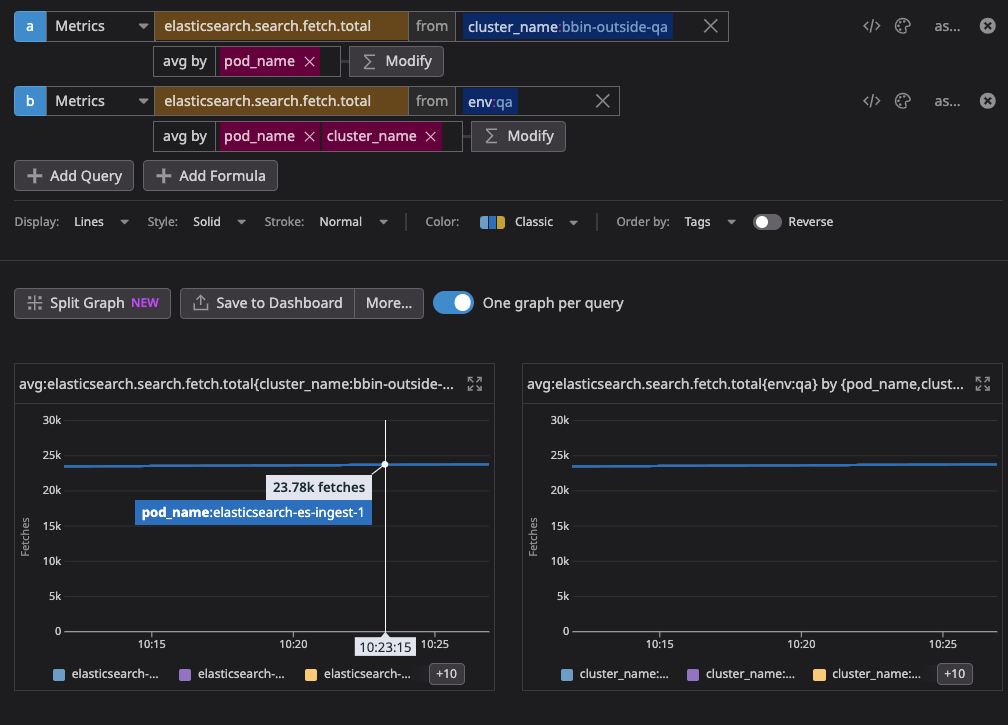 a Metrics elasticsearch.search.fetch.total from cluster_name:bbin-outside-qa </> as...
avg by pod_name Σ Modify
b Metrics elasticsearch.search.fetch.total from env:qa </> as...
avg by pod_name cluster_name Σ Modify
Add Query Add Formula
Display: Lines Style: Solid Stroke: Normal Color: Classic Order by: Tags Reverse
Split Graph NEW Save to Dashboard More... One graph per query
avg:elasticsearch.search.fetch.total{cluster_name:bbin-outside-...
30k
25k
20k
15k
10k
5k
0
Fetches
23.78k fetches
pod_name:elasticsearch-es-ingest-1
10:15 10:20 10:23:15 10:25
elasticsearch-... elasticsearch-... elasticsearch-... +10
avg:elasticsearch.search.fetch.total{env:qa} by {pod_name,clust...
30k
25k
20k
15k
10k
5k
0
Fetches
10:15 10:20 10:25
cluster_name:... cluster_name:... cluster_name:... +10